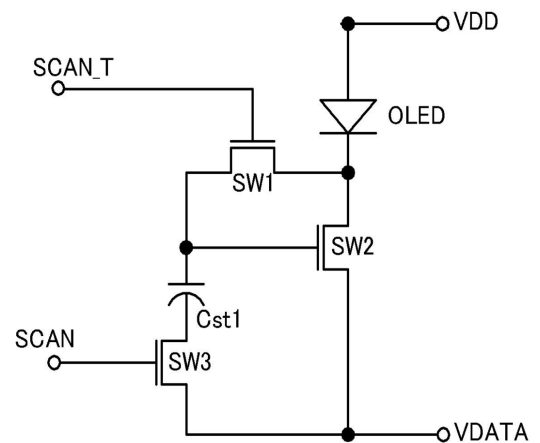 VDD
SCAN_T
OLED
SW1
SW2
Cst1
SCAN
SW3
VDATA